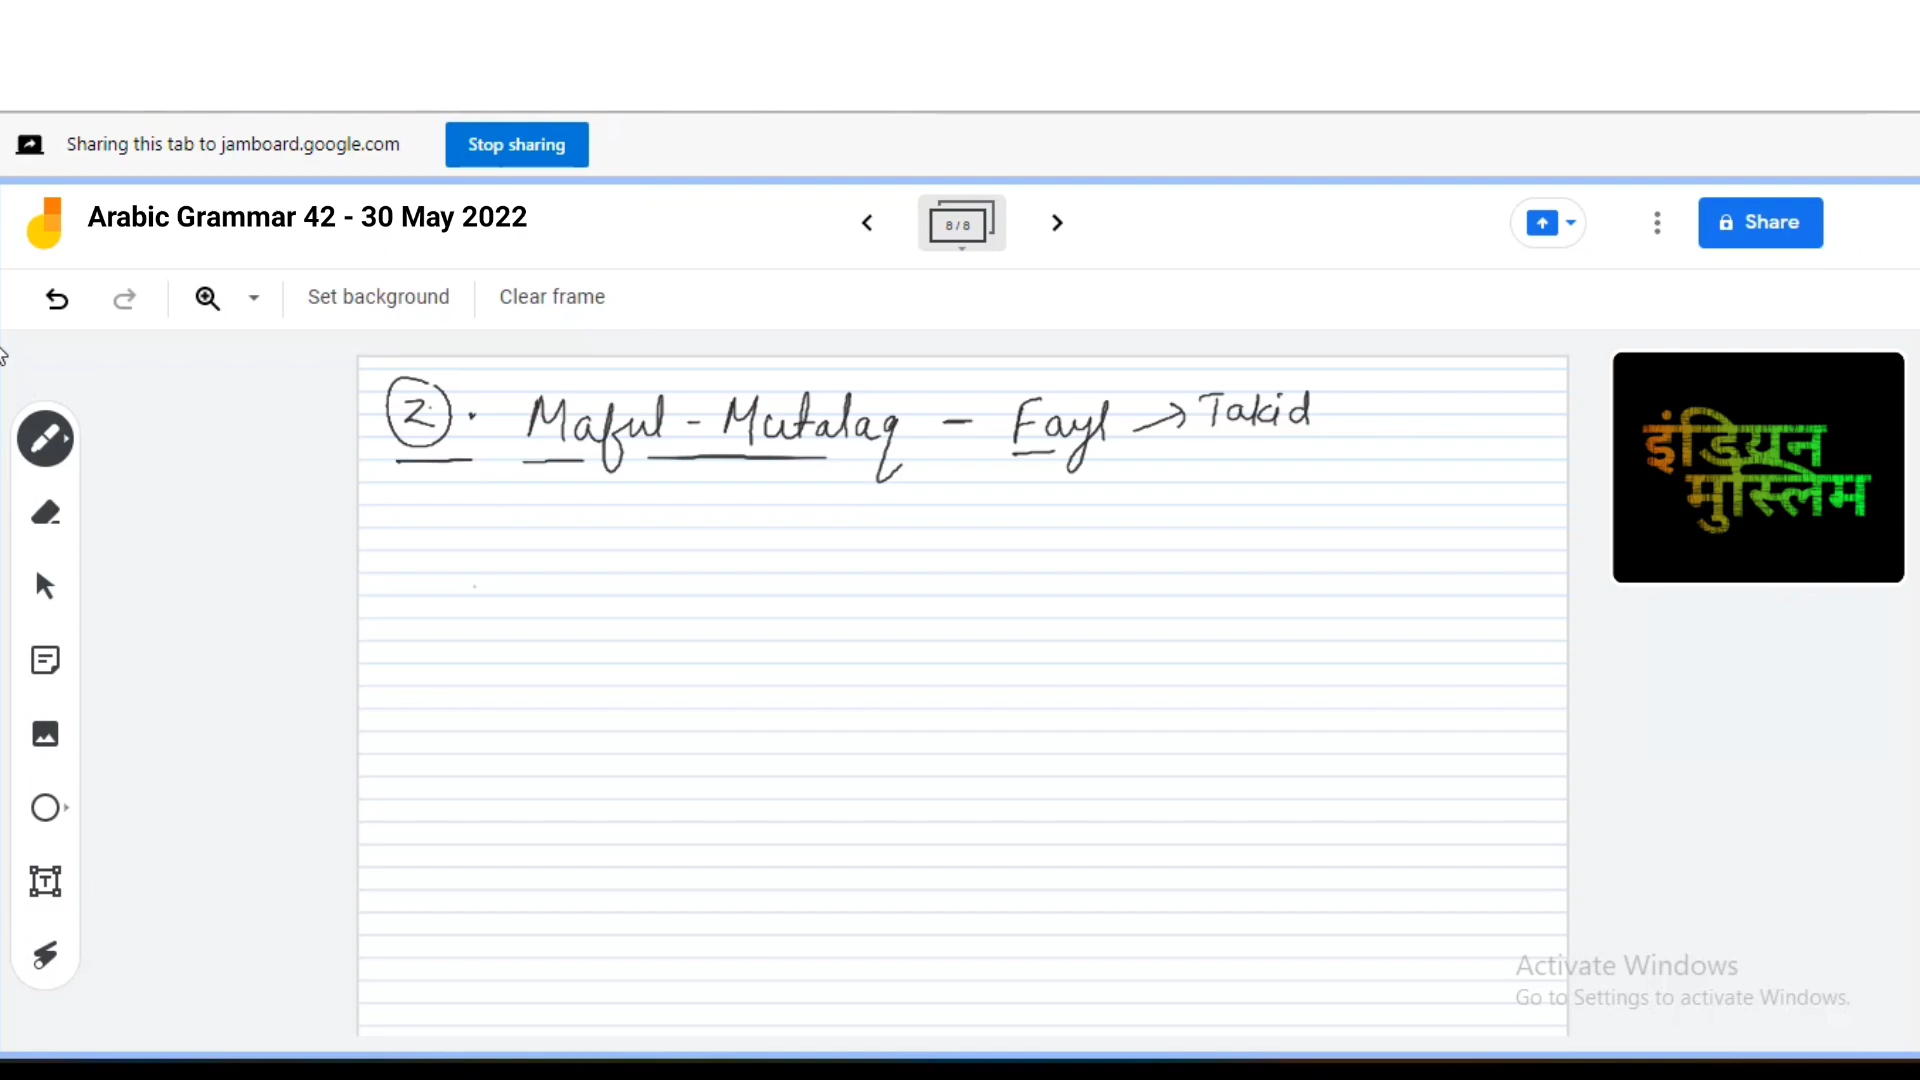 Sharing this tab to jamboard.google.com Stop sharing
Arabic Grammar 42 - 30 May 2022
8 / 8
Share
Set background Clear frame
2. Maful - Mutalaq - Fayl → Takid
इंडियन
मुस्लिम
Activate Windows
Go to Settings to activate Windows.